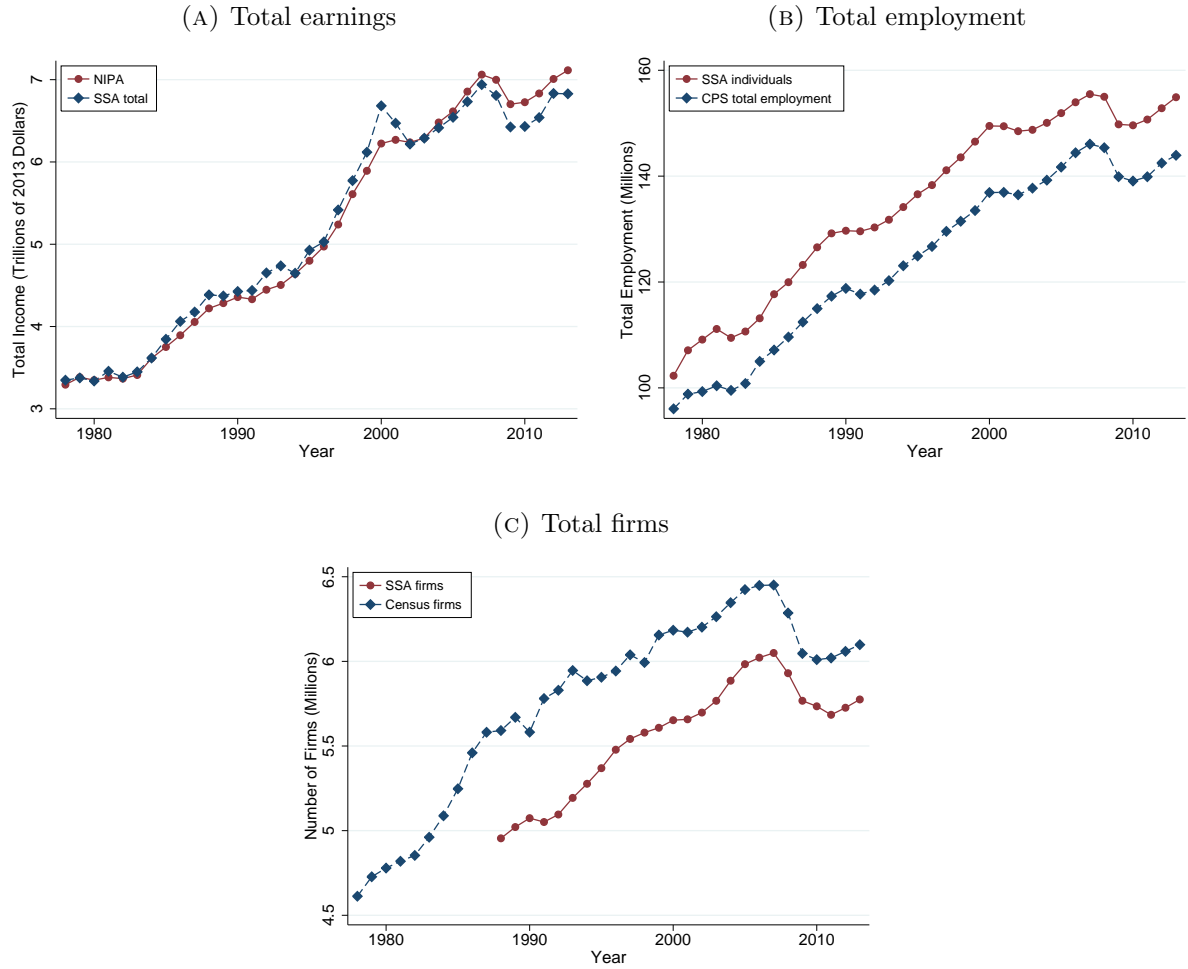 (A) Total earnings
Total Income (Trillions of 2013 Dollars)
NIPA
SSA total
7
6
5
4
3
1980 1990 2000 2010
Year
(B) Total employment
Total Employment (Millions)
SSA individuals
CPS total employment
160
140
120
100
1980 1990 2000 2010
Year
(C) Total firms
Number of Firms (Millions)
SSA firms
Census firms
6.5
6
5.5
5
4.5
1980 1990 2000 2010
Year